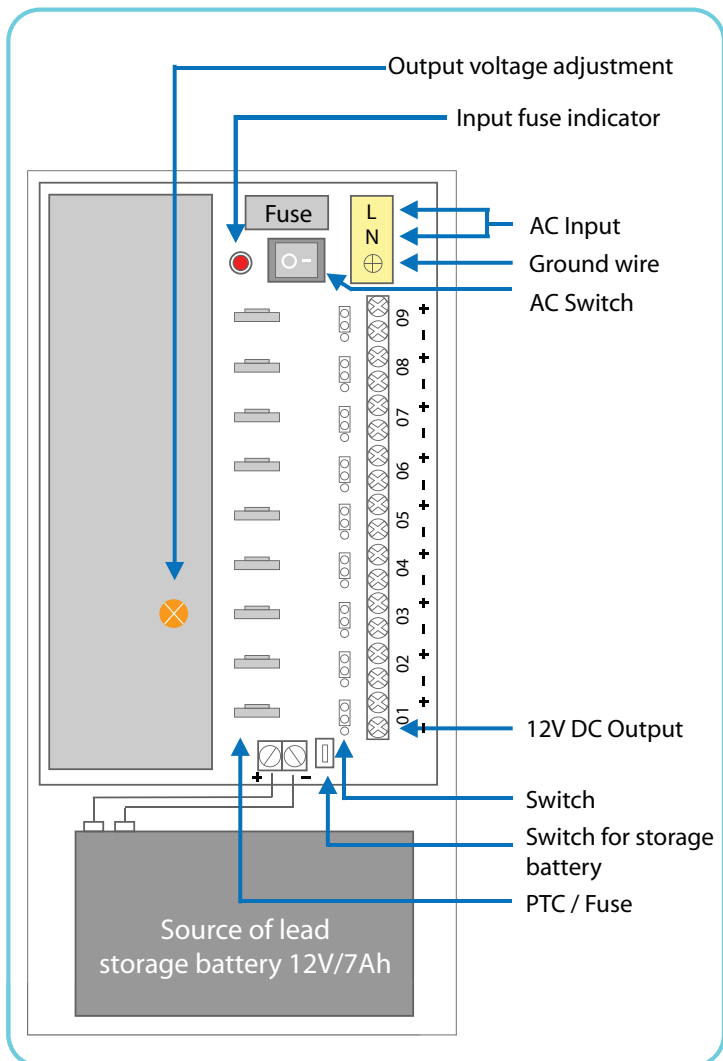 Output voltage adjustment
Input fuse indicator
Fuse
L
N
AC Input
Ground wire
AC Switch
09 + –
08 + –
07 + –
06 + –
05 + –
04 + –
03 + –
02 + –
01 + –
12V DC Output
+ –
Switch
Switch for storage
battery
PTC / Fuse
Source of lead
storage battery 12V/7Ah